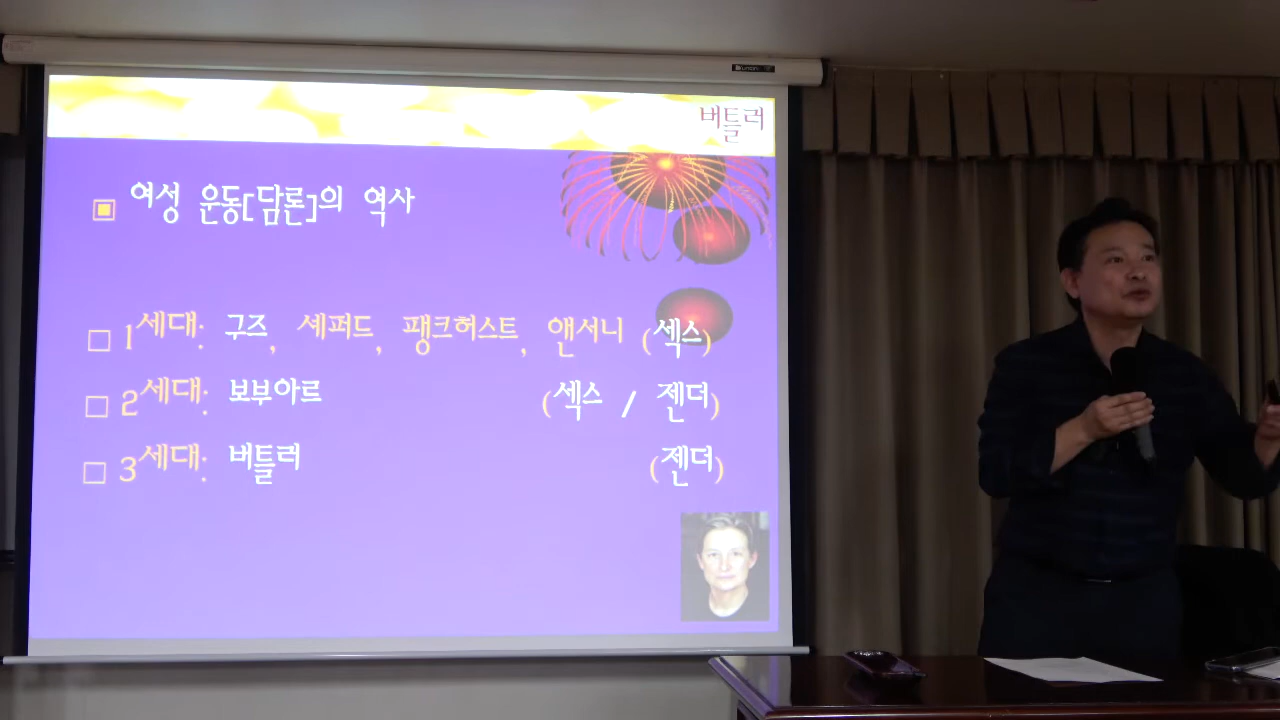 버틀러
여성 운동[담론]의 역사
1세대: 구즈, 셰퍼드, 팽크허스트, 앤서니 (섹스)
2세대: 보부아르 (섹스 / 젠더)
3세대: 버틀러 (젠더)